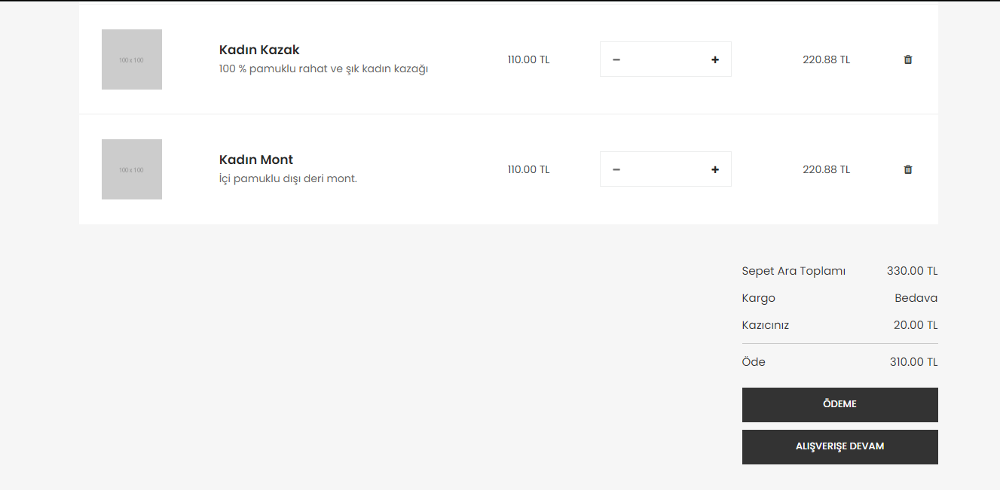 100 x 100
Kadın Kazak
100 % pamuklu rahat ve şık kadın kazağı
110.00 TL
− +
220.88 TL
100 x 100
Kadın Mont
İçi pamuklu dışı deri mont.
110.00 TL
− +
220.88 TL
Sepet Ara Toplamı 330.00 TL
Kargo Bedava
Kazıcınız 20.00 TL
Öde 310.00 TL
ÖDEME
ALIŞVERIŞE DEVAM